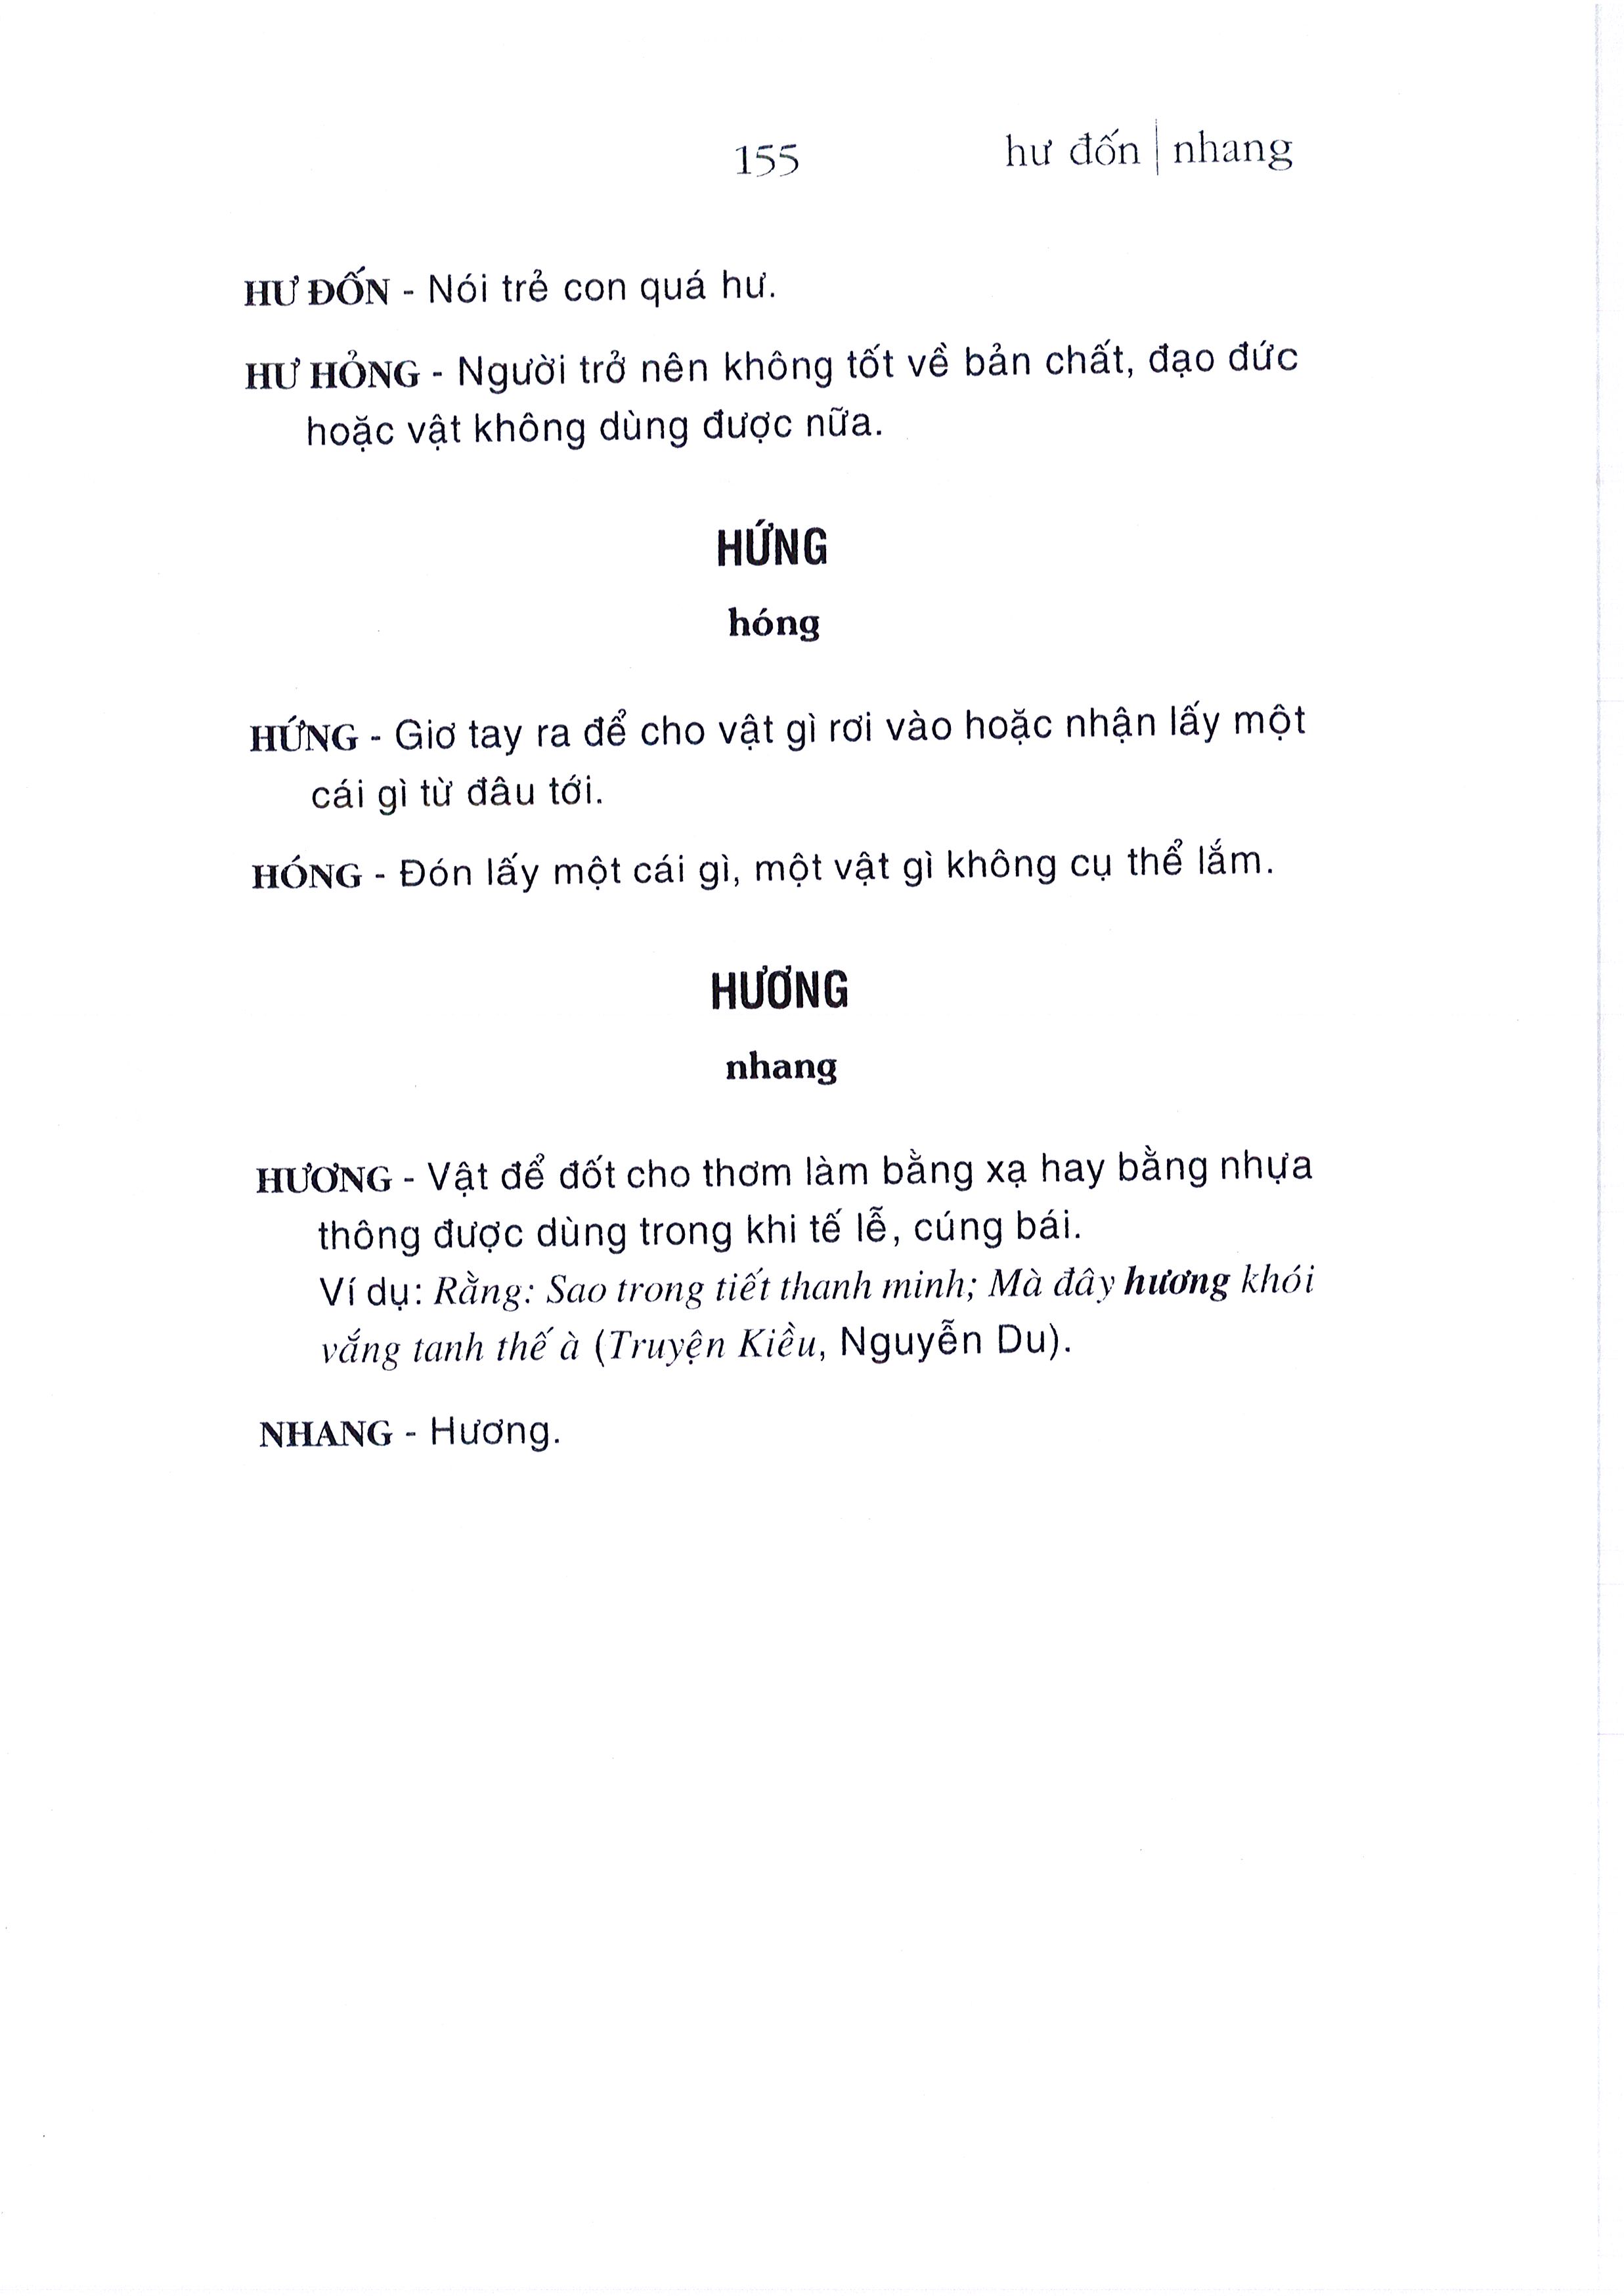 155
hư đốn | nhang
HƯ ĐỐN - Nói trẻ con quá hư.
HƯ HỎNG - Người trở nên không tốt về bản chất, đạo đức
hoặc vật không dùng được nữa.
HỨNG
hóng
HỨNG - Giơ tay ra để cho vật gì rơi vào hoặc nhận lấy một
cái gì từ đâu tới.
HÓNG - Đón lấy một cái gì, một vật gì không cụ thể lắm.
HƯƠNG
nhang
HƯƠNG - Vật để đốt cho thơm làm bằng xạ hay bằng nhựa
thông được dùng trong khi tế lễ, cúng bái.
Ví dụ: Rằng: Sao trong tiết thanh minh; Mà đây hương khói
vắng tanh thế à (Truyện Kiều, Nguyễn Du).
NHANG - Hương.